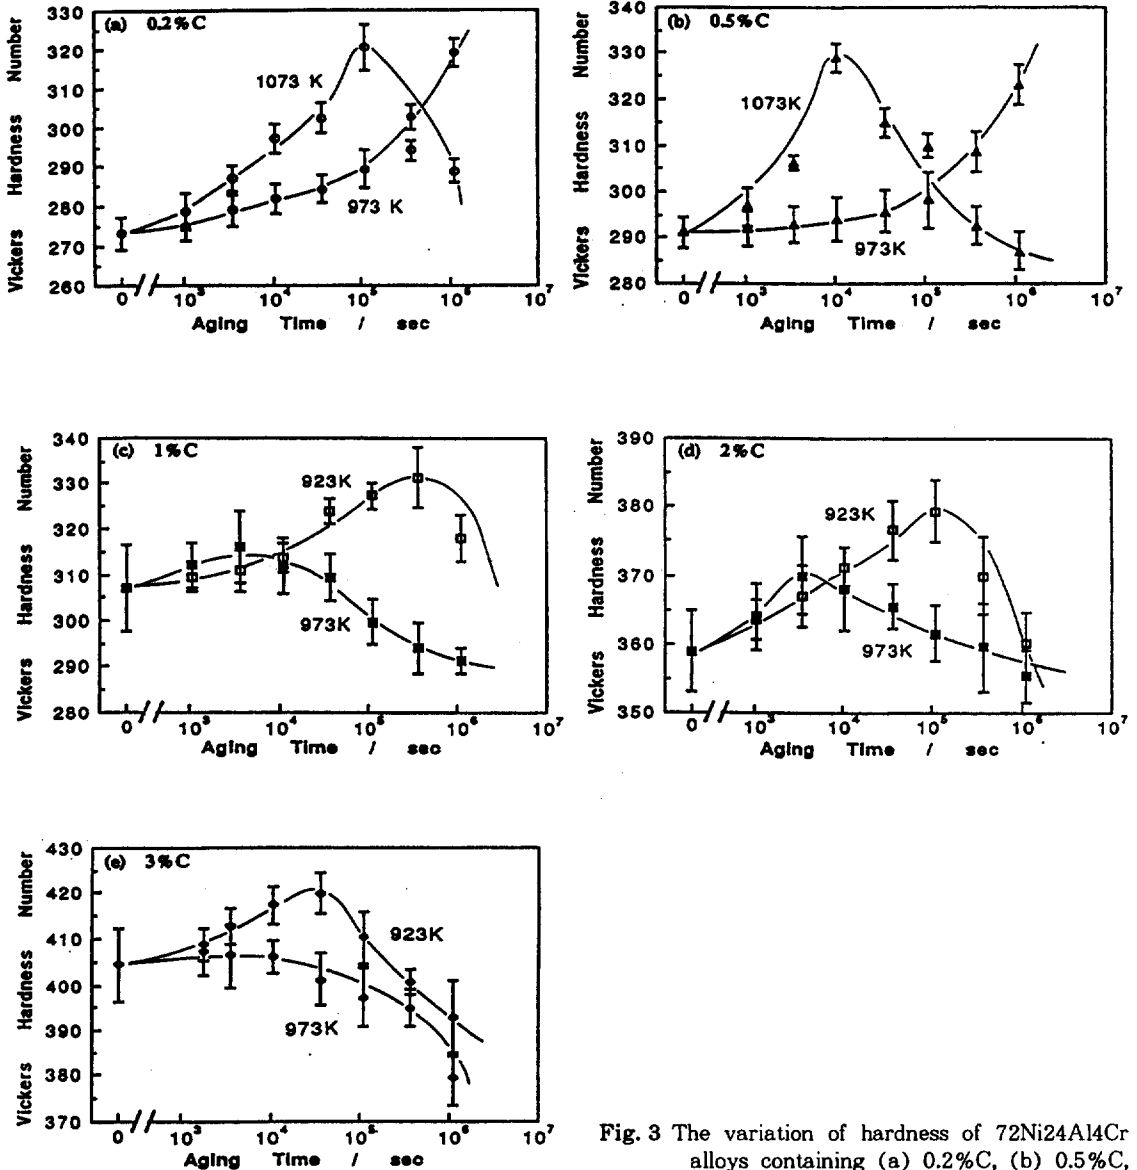 (a) 0.2%C
Vickers Hardness Number
330
320
310
300
290
280
270
260
1073 K
973 K
0 10³ 10⁴ 10⁵ 10⁶ 10⁷
Aging Time / sec
(b) 0.5%C
Vickers Hardness Number
340
330
320
310
300
290
280
1073K
973K
0 10³ 10⁴ 10⁵ 10⁶ 10⁷
Aging Time / sec
(c) 1%C
Vickers Hardness Number
340
330
320
310
300
290
280
923K
973K
0 10³ 10⁴ 10⁵ 10⁶ 10⁷
Aging Time / sec
(d) 2%C
Vickers Hardness Number
390
380
370
360
350
923K
973K
0 10³ 10⁴ 10⁵ 10⁶ 10⁷
Aging Time / sec
(e) 3%C
Vickers Hardness Number
430
420
410
400
390
380
370
923K
973K
0 10³ 10⁴ 10⁵ 10⁶ 10⁷
Aging Time / sec
Fig. 3 The variation of hardness of 72Ni24Al4Cr
alloys containing (a) 0.2%C, (b) 0.5%C,